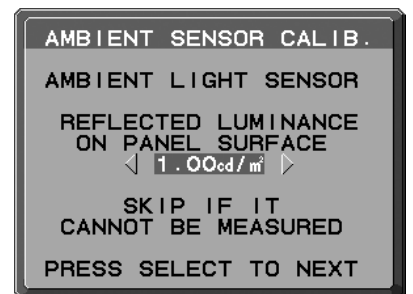 AMBIENT SENSOR CALIB.
AMBIENT LIGHT SENSOR
REFLECTED LUMINANCE
ON PANEL SURFACE
1.00cd/㎡
SKIP IF IT
CANNOT BE MEASURED
PRESS SELECT TO NEXT